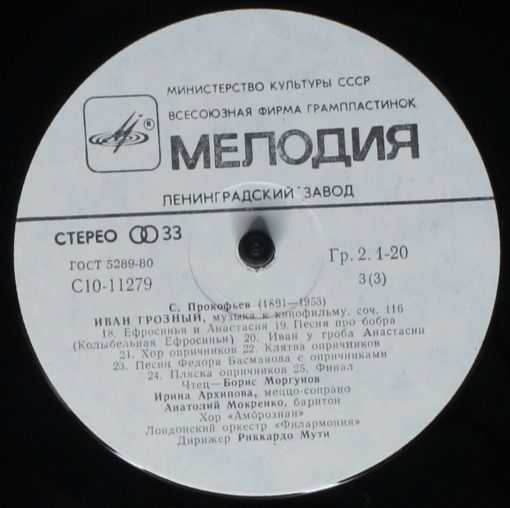 МИНИСТЕРСТВО КУЛЬТУРЫ СССР
ВСЕСОЮЗНАЯ ФИРМА ГРАМПЛАСТИНОК
®
МЕЛОДИЯ
ЛЕНИНГРАДСКИЙ ЗАВОД
СТЕРЕО 33
Гр. 2. 1-20
ГОСТ 5289-80
С10-11279
3(3)
С. Прокофьев (1891—1953)
ИВАН ГРОЗНЫЙ, музыка к кинофильму, соч. 116
18. Ефросинья и Анастасия 19. Песня про бобра
(Колыбельная Ефросиньи) 20. Иван у гроба Анастасии
21. Хор опричников 22. Клятва опричников
23. Песня Федора Басманова с опричниками
24. Пляска опричников 25. Финал
Чтец—Борис Моргунов
Ирина Архипова, меццо-сопрано
Анатолий Мокренко, баритон
Хор «Амброзиан»
Лондонский оркестр «Филармония»
Дирижер Риккардо Мути